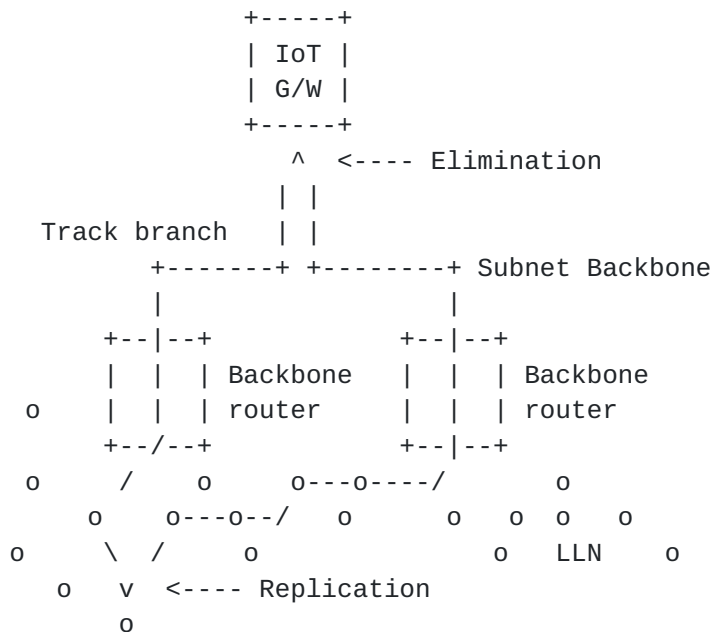 IoT
G/W
<---- Elimination
Track branch
Subnet Backbone
Backbone Backbone
router router
LLN
<---- Replication